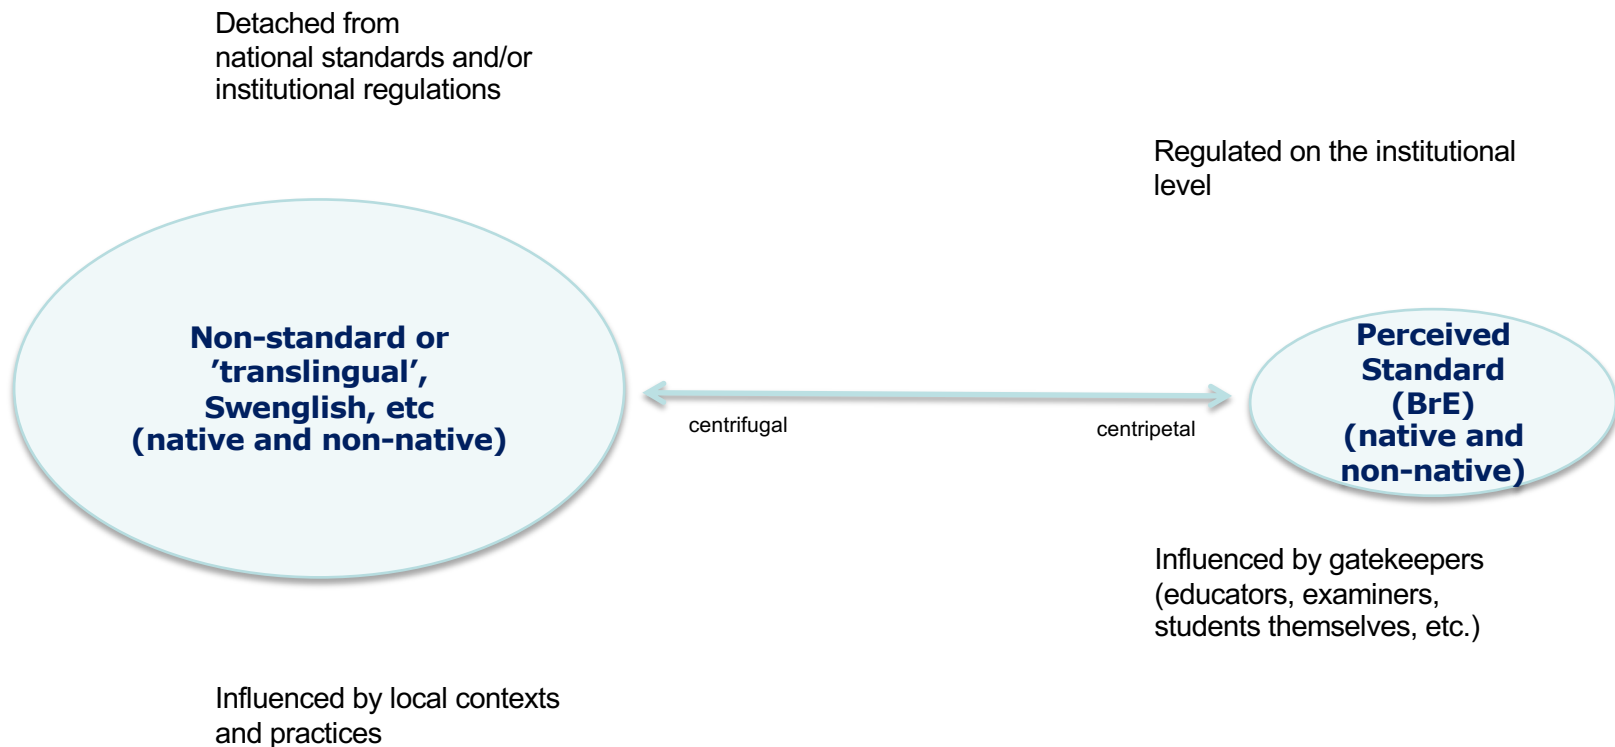 Detached from
national standards and/or
institutional regulations
Regulated on the institutional
level
Non-standard or
’translingual’,
Swenglish, etc
(native and non-native)
centrifugal
centripetal
Perceived
Standard
(BrE)
(native and
non-native)
Influenced by gatekeepers
(educators, examiners,
students themselves, etc.)
Influenced by local contexts
and practices